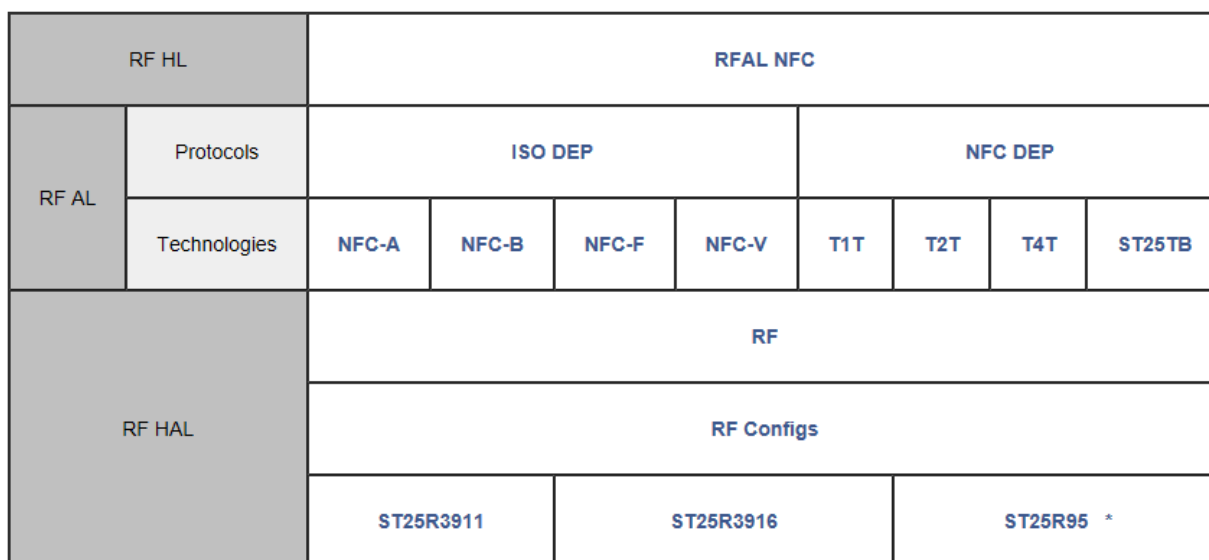 RF HL
RFAL NFC
RF AL
Protocols
ISO DEP
NFC DEP
Technologies
NFC-A
NFC-B
NFC-F
NFC-V
T1T
T2T
T4T
ST25TB
RF HAL
RF
RF Configs
ST25R3911
ST25R3916
ST25R95 *